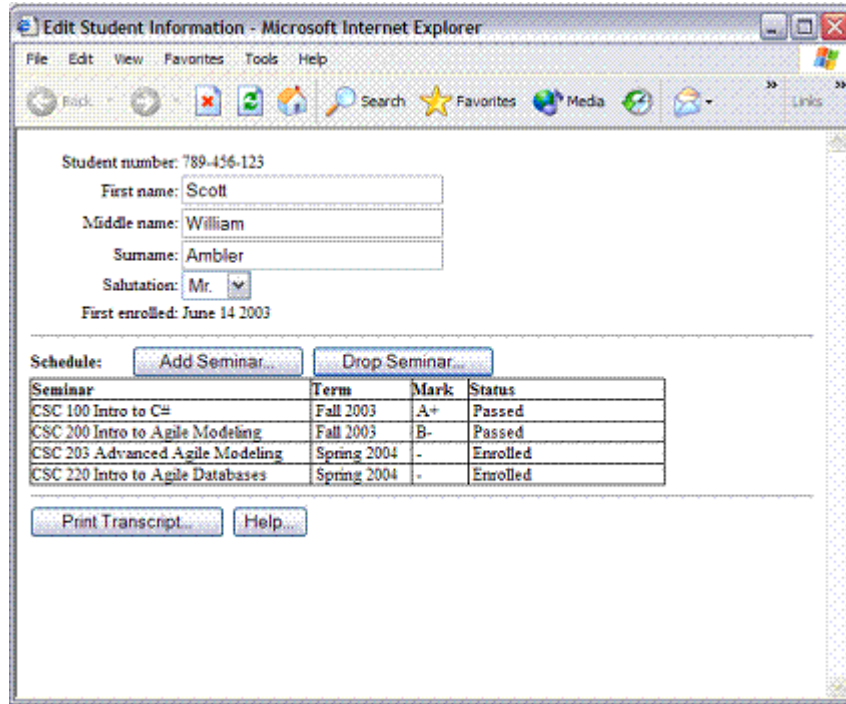 Edit Student Information - Microsoft Internet Explorer
File Edit View Favorites Tools Help
Back Search Favorites Media » Links »
Student number: 789-456-123
First name: Scott
Middle name: William
Surname: Ambler
Salutation: Mr.
First enrolled: June 14 2003
Schedule: Add Seminar... Drop Seminar...
Seminar Term Mark Status
CSC 100 Intro to C# Fall 2003 A+ Passed
CSC 200 Intro to Agile Modeling Fall 2003 B- Passed
CSC 203 Advanced Agile Modeling Spring 2004 - Enrolled
CSC 220 Intro to Agile Databases Spring 2004 - Enrolled
Print Transcript... Help...